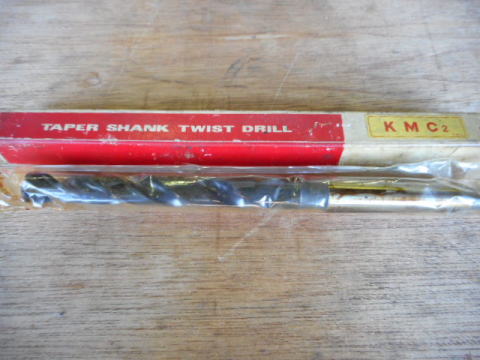 TAPER SHANK TWIST DRILL
KMC2